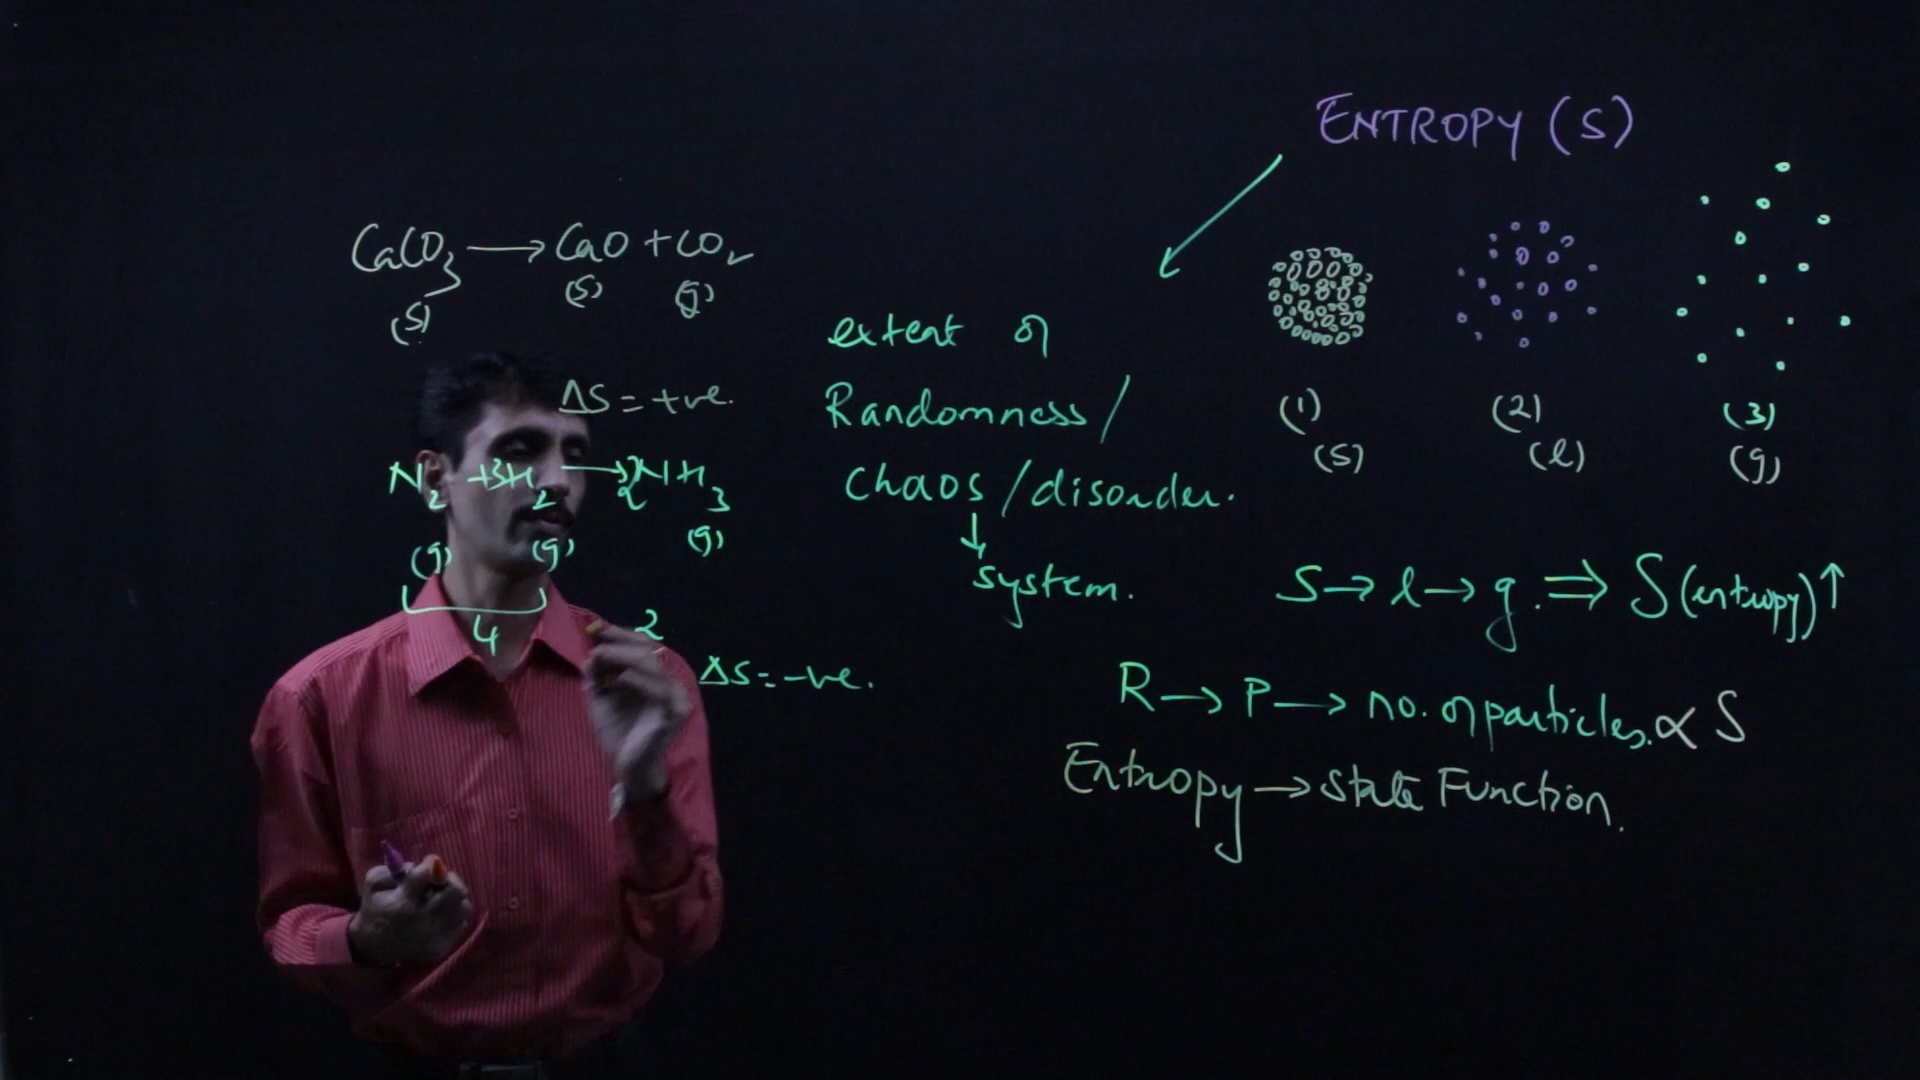 ENTROPY (S)
CaCO3 → CaO + CO2
(s) (s) (g)
ΔS = +ve.
N2 + 3H2 → 2NH3
(g) (g) (g)
4 2
ΔS = -ve.
extent of
Randomness /
Chaos / disorder.
↓
system.
(1) (2) (3)
(s) (l) (g)
S → l → g. ⇒ S (entropy) ↑
R → P → no. of particles. ∝ S
Entropy → State Function.